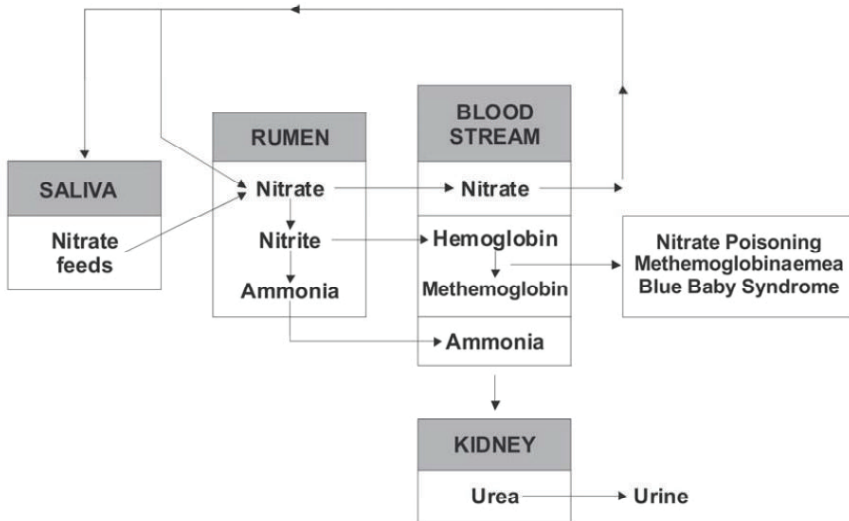 SALIVA
Nitrate
feeds
RUMEN
Nitrate
Nitrite
Ammonia
BLOOD
STREAM
Nitrate
Hemoglobin
Methemoglobin
Ammonia
Nitrate Poisoning
Methemoglobinaemea
Blue Baby Syndrome
KIDNEY
Urea
Urine